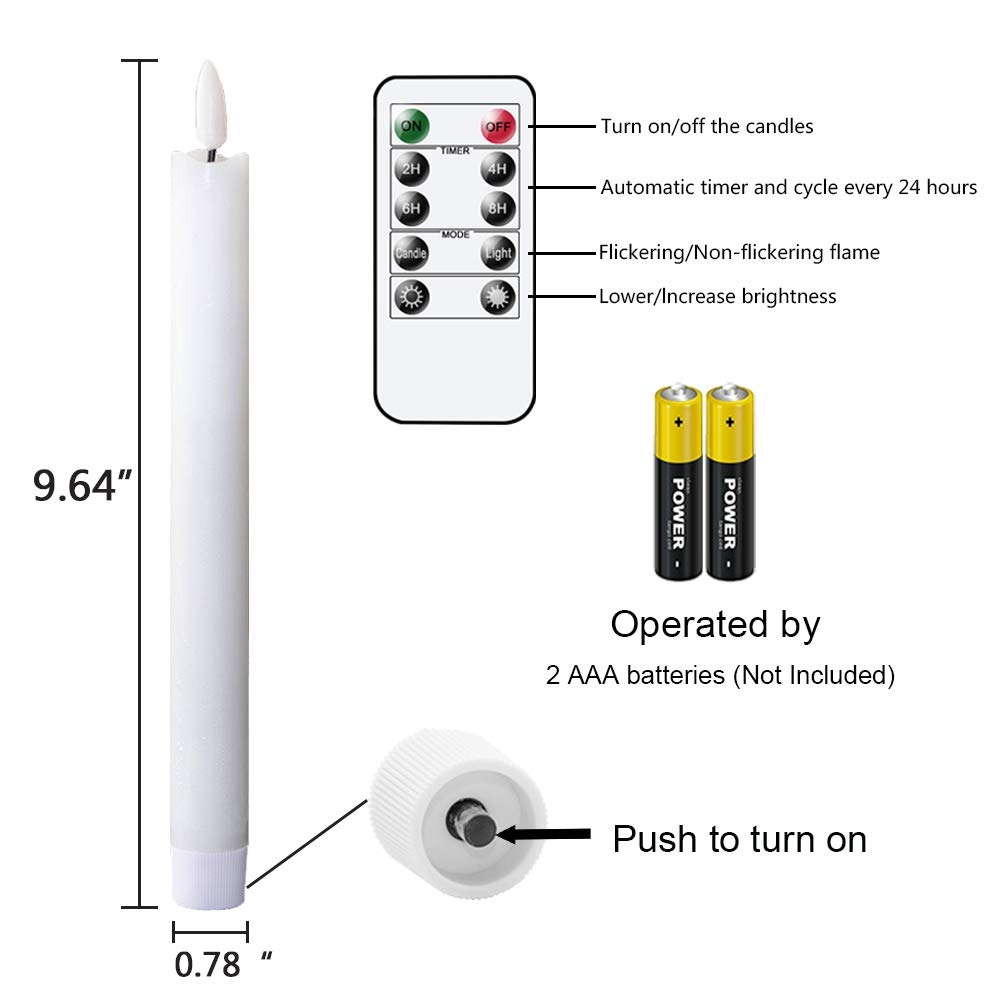 ON OFF
Turn on/off the candles
TIMER
2H 4H
6H 8H
Automatic timer and cycle every 24 hours
MODE
Candle Light
Flickering/Non-flickering flame
Lower/Increase brightness
9.64"
+ +
POWER POWER
- -
Operated by
2 AAA batteries (Not Included)
Push to turn on
0.78 "